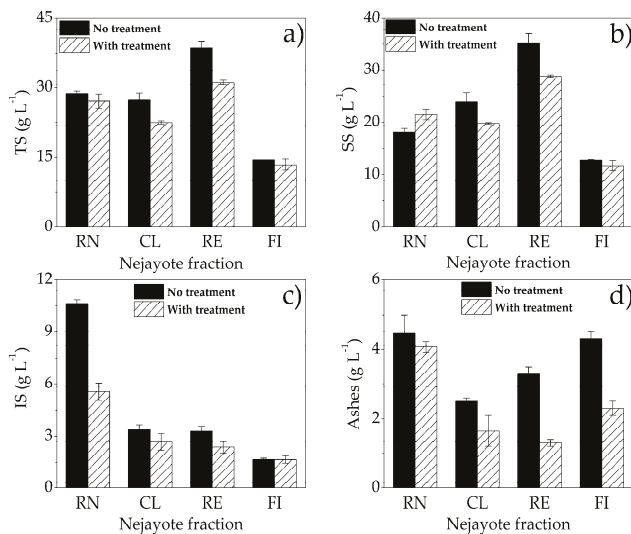 No treatment
With treatment
a)
45
30
15
0
TS (g L-1)
RN CL RE FI
Nejayote fraction
No treatment
With treatment
b)
40
30
20
10
0
SS (g L-1)
RN CL RE FI
Nejayote fraction
No treatment
With treatment
c)
12
9
6
3
0
IS (g L-1)
RN CL RE FI
Nejayote fraction
No treatment
With treatment
d)
6
4
2
0
Ashes (g L-1)
RN CL RE FI
Nejayote fraction